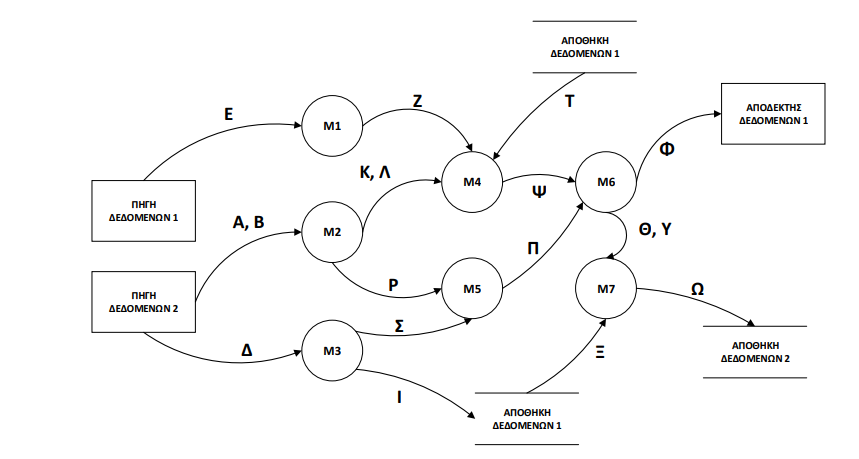 ΑΠΟΘΗΚΗ
ΔΕΔΟΜΕΝΩΝ 1
Ε
Ζ
Τ
ΑΠΟΔΕΚΤΗΣ
ΔΕΔΟΜΕΝΩΝ 1
Μ1
Φ
Κ, Λ
Μ4
Ψ
Μ6
ΠΗΓΗ
ΔΕΔΟΜΕΝΩΝ 1
Α, Β
Μ2
Θ, Υ
Π
ΠΗΓΗ
ΔΕΔΟΜΕΝΩΝ 2
Ρ
Μ5
Μ7
Ω
Σ
Δ
Μ3
Ξ
ΑΠΟΘΗΚΗ
ΔΕΔΟΜΕΝΩΝ 2
Ι
ΑΠΟΘΗΚΗ
ΔΕΔΟΜΕΝΩΝ 1